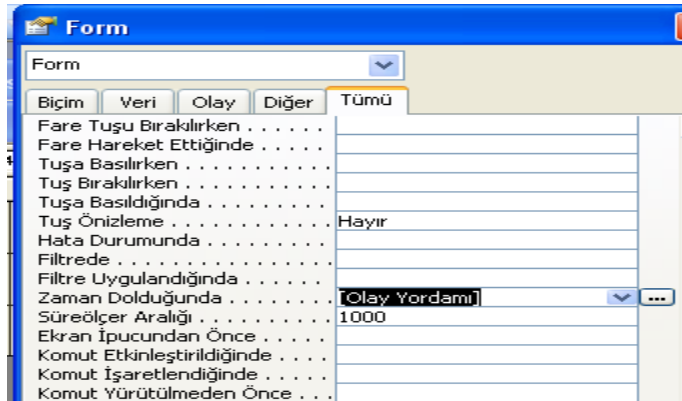 Form
Form
Biçim Veri Olay Diğer Tümü
Fare Tuşu Bırakılırken . . . . . .
Fare Hareket Ettiğinde . . . . .
Tuşa Basılırken . . . . . . . . . . .
Tuş Bırakılırken . . . . . . . . . . .
Tuşa Basıldığında . . . . . . . . .
Tuş Önizleme . . . . . . . . . . . . Hayır
Hata Durumunda . . . . . . . . .
Filtrede . . . . . . . . . . . . . . . .
Filtre Uygulandığında . . . . . .
Zaman Dolduğunda . . . . . . . [Olay Yordamı] ...
Süreölçer Aralığı . . . . . . . . . . 1000
Ekran İpucundan Önce . . . . .
Komut Etkinleştirildiğinde . . . .
Komut İşaretlendiğinde . . . . .
Komut Yürütülmeden Önce . . .